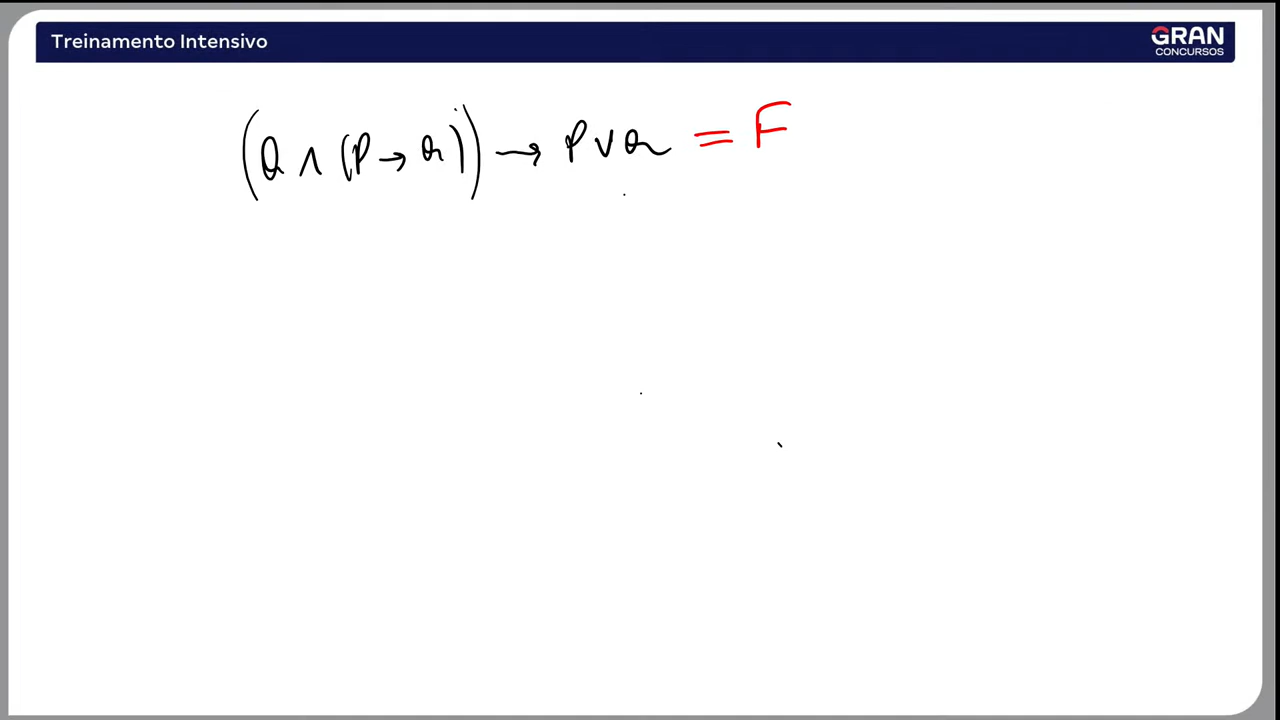 Treinamento Intensivo
GRAN
CONCURSOS
(Q ∧ (P → Q)) → P ∨ Q = F